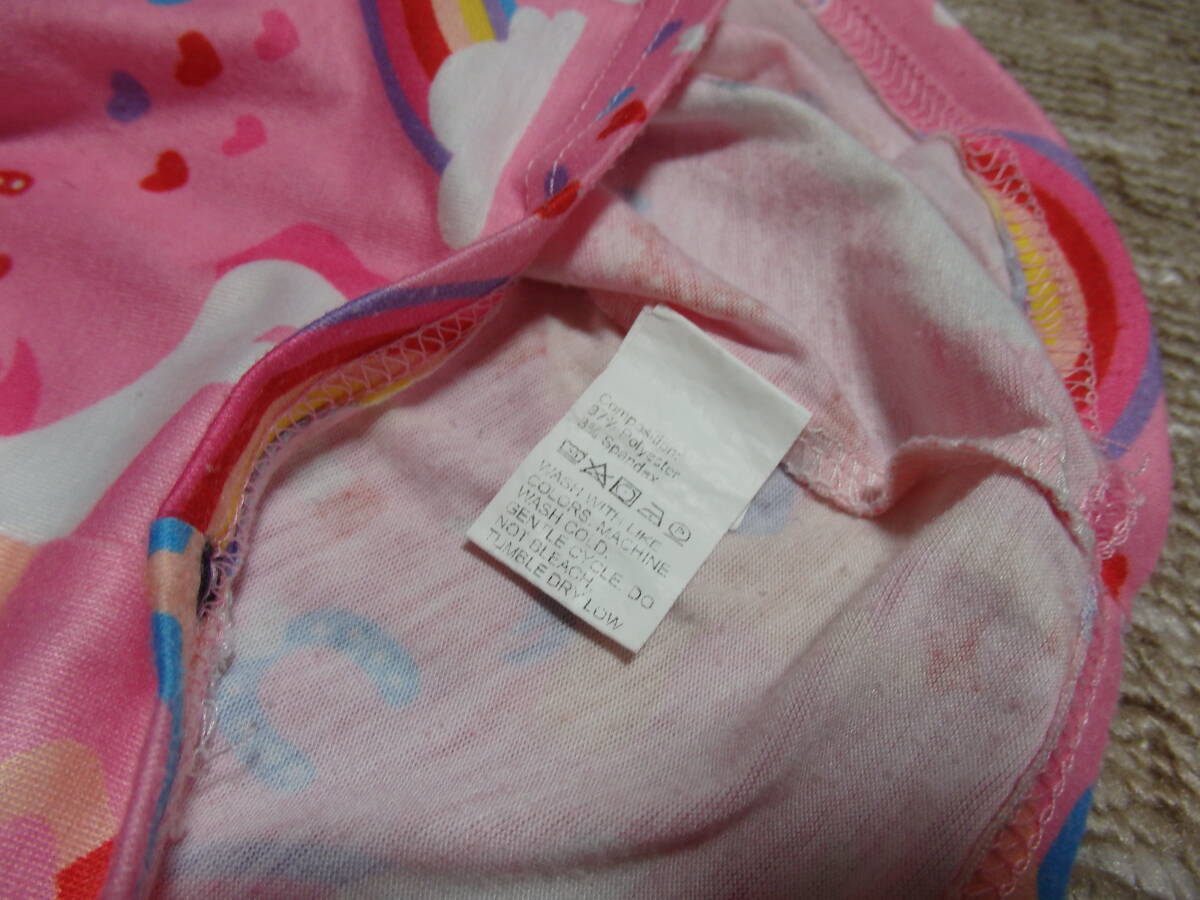 Composition:
97% Polyester
3% Spandex
WASH WITH LIKE
COLORS. MACHINE
WASH COLD.
GENTLE CYCLE. DO
NOT BLEACH.
TUMBLE DRY LOW